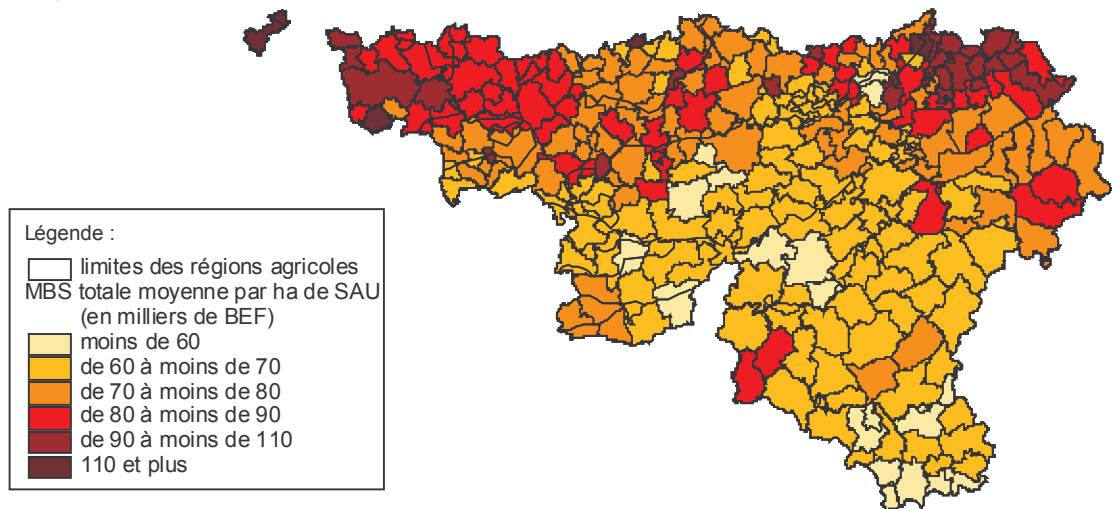 Légende :
limites des régions agricoles
MBS totale moyenne par ha de SAU
(en milliers de BEF)
moins de 60
de 60 à moins de 70
de 70 à moins de 80
de 80 à moins de 90
de 90 à moins de 110
110 et plus